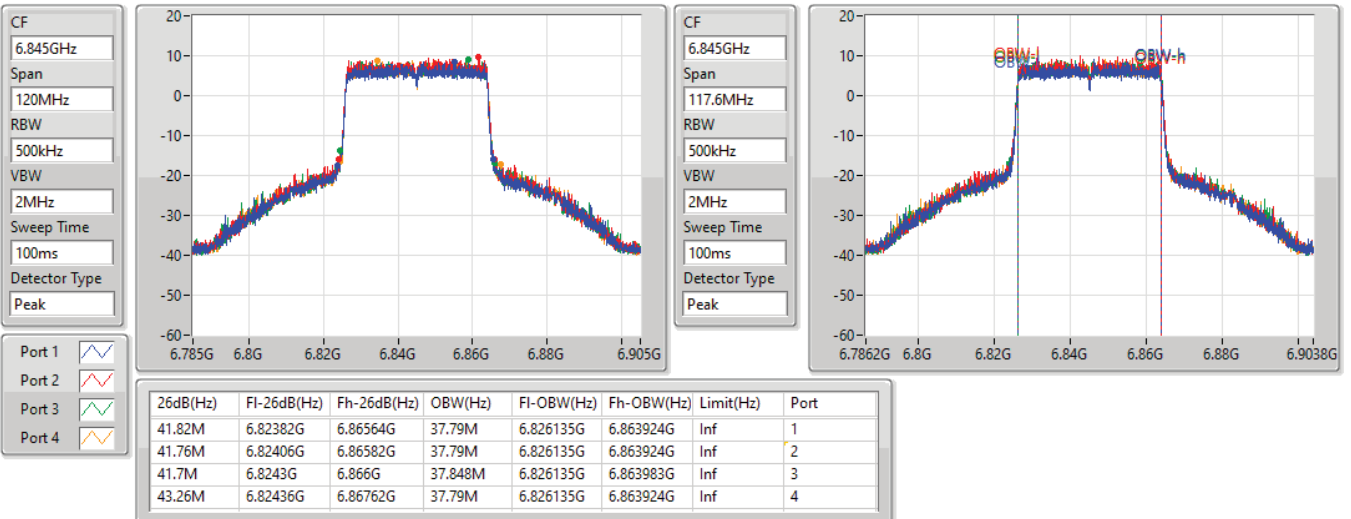 CF
6.845GHz
Span
120MHz
RBW
500kHz
VBW
2MHz
Sweep Time
100ms
Detector Type
Peak
20
10
0
-10
-20
-30
-40
-50
-60
6.785G 6.8G 6.82G 6.84G 6.86G 6.88G 6.905G
CF
6.845GHz
Span
117.6MHz
RBW
500kHz
VBW
2MHz
Sweep Time
100ms
Detector Type
Peak
20
10
0
-10
-20
-30
-40
-50
-60
OBW-l OBW-h
6.7862G 6.8G 6.82G 6.84G 6.86G 6.88G 6.9038G
Port 1
Port 2
Port 3
Port 4
26dB(Hz) Fl-26dB(Hz) Fh-26dB(Hz) OBW(Hz) Fl-OBW(Hz) Fh-OBW(Hz) Limit(Hz) Port
41.82M 6.82382G 6.86564G 37.79M 6.826135G 6.863924G Inf 1
41.76M 6.82406G 6.86582G 37.79M 6.826135G 6.863924G Inf 2
41.7M 6.8243G 6.866G 37.848M 6.826135G 6.863983G Inf 3
43.26M 6.82436G 6.86762G 37.79M 6.826135G 6.863924G Inf 4